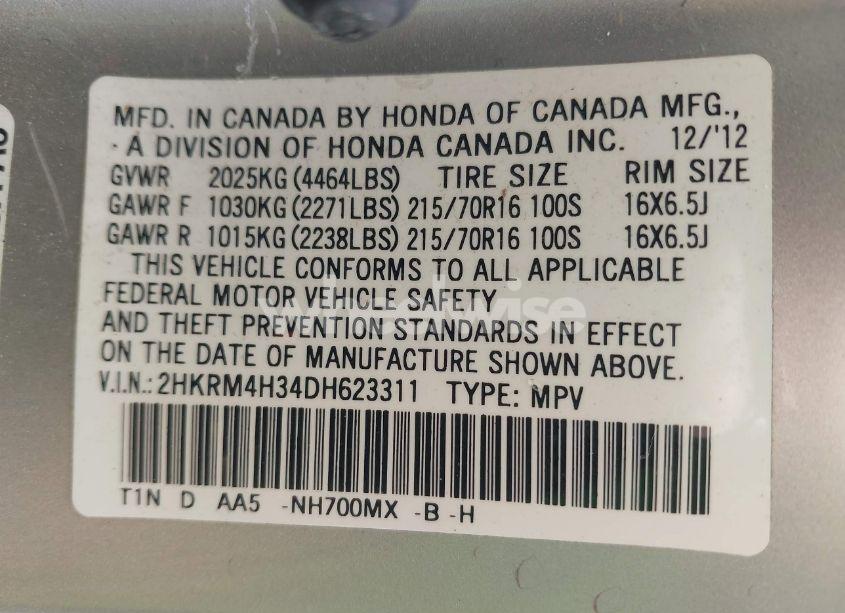 MFD. IN CANADA BY HONDA OF CANADA MFG.,
A DIVISION OF HONDA CANADA INC. 12/'12
GVWR 2025KG (4464LBS) TIRE SIZE RIM SIZE
GAWR F 1030KG (2271LBS) 215/70R16 100S 16X6.5J
GAWR R 1015KG (2238LBS) 215/70R16 100S 16X6.5J
THIS VEHICLE CONFORMS TO ALL APPLICABLE
FEDERAL MOTOR VEHICLE SAFETY
AND THEFT PREVENTION STANDARDS IN EFFECT
ON THE DATE OF MANUFACTURE SHOWN ABOVE.
V.I.N.: 2HKRM4H34DH623311 TYPE: MPV
T1N D AA5 -NH700MX -B -H